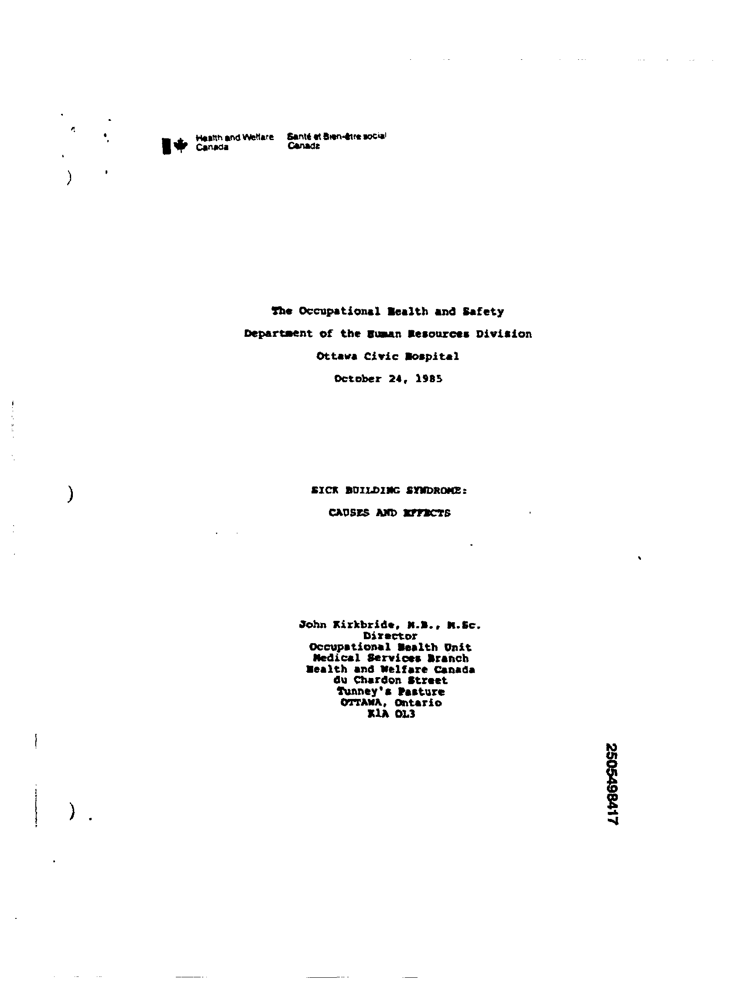 Health and Welfare Canada
Santé et Bien-être social Canada
The Occupational Health and Safety
Department of the Human Resources Division
Ottawa Civic Hospital
October 24, 1985
SICK BUILDING SYNDROME:
CAUSES AND EFFECTS
John Kirkbride, M.B., M.Sc.
Director
Occupational Health Unit
Medical Services Branch
Health and Welfare Canada
du Chardon Street
Tunney's Pasture
OTTAWA, Ontario
K1A OL3
2505498417